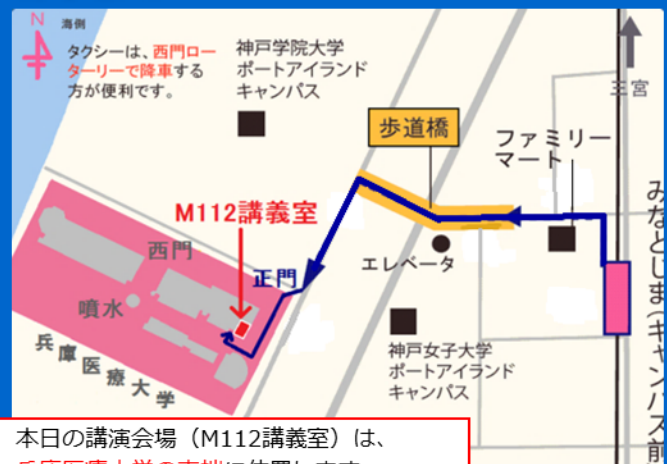 N
海側
タクシーは、西門ロー
ターリーで降車する
方が便利です。
神戸学院大学
ポートアイランド
キャンパス
三宮
歩道橋
ファミリー
マート
みなとじま(キャンパス前
M112講義室
西門
正門
エレベータ
噴水
兵庫医療大学
神戸女子大学
ポートアイランド
キャンパス
本日の講演会場（M112講義室）は、